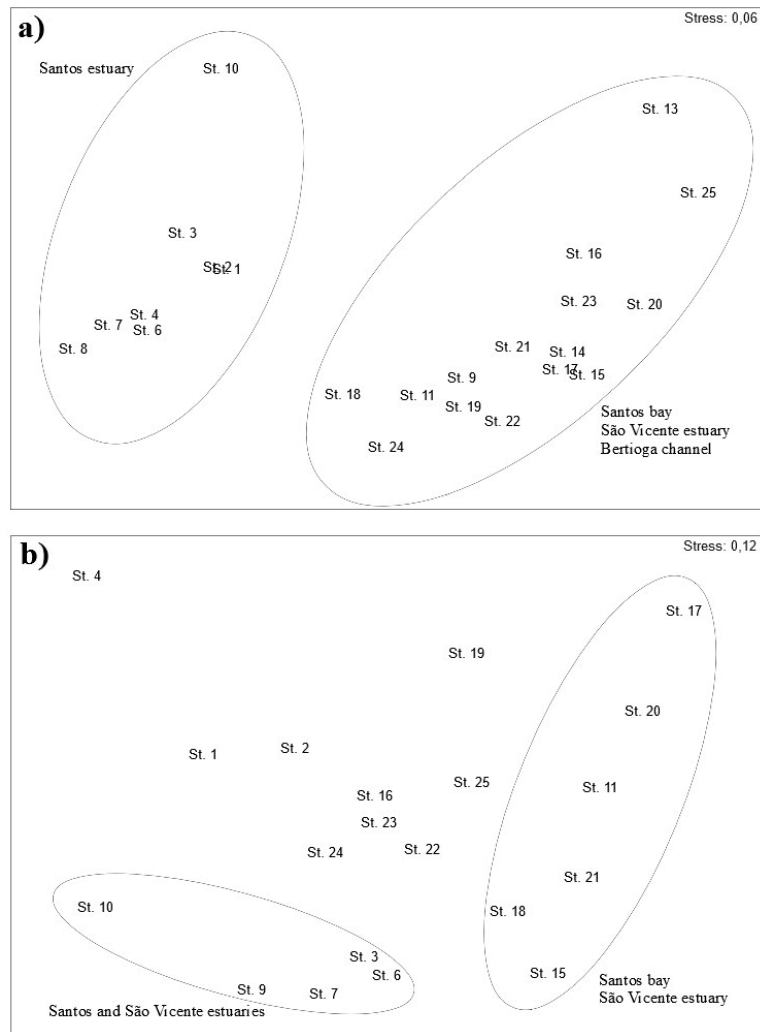 a)
Stress: 0,06
Santos estuary
St. 10
St. 13
St. 25
St. 3
St. 16
St. 2
St. 1
St. 23
St. 20
St. 4
St. 7
St. 6
St. 8
St. 21
St. 14
St. 17
St. 15
St. 9
St. 18
St. 11
St. 19
St. 22
St. 24
Santos bay
São Vicente estuary
Bertioga channel
b)
Stress: 0,12
St. 4
St. 17
St. 19
St. 20
St. 1
St. 2
St. 25
St. 11
St. 16
St. 23
St. 24
St. 22
St. 21
St. 10
St. 18
St. 3
St. 6
St. 15
St. 9
St. 7
Santos and São Vicente estuaries
Santos bay
São Vicente estuary